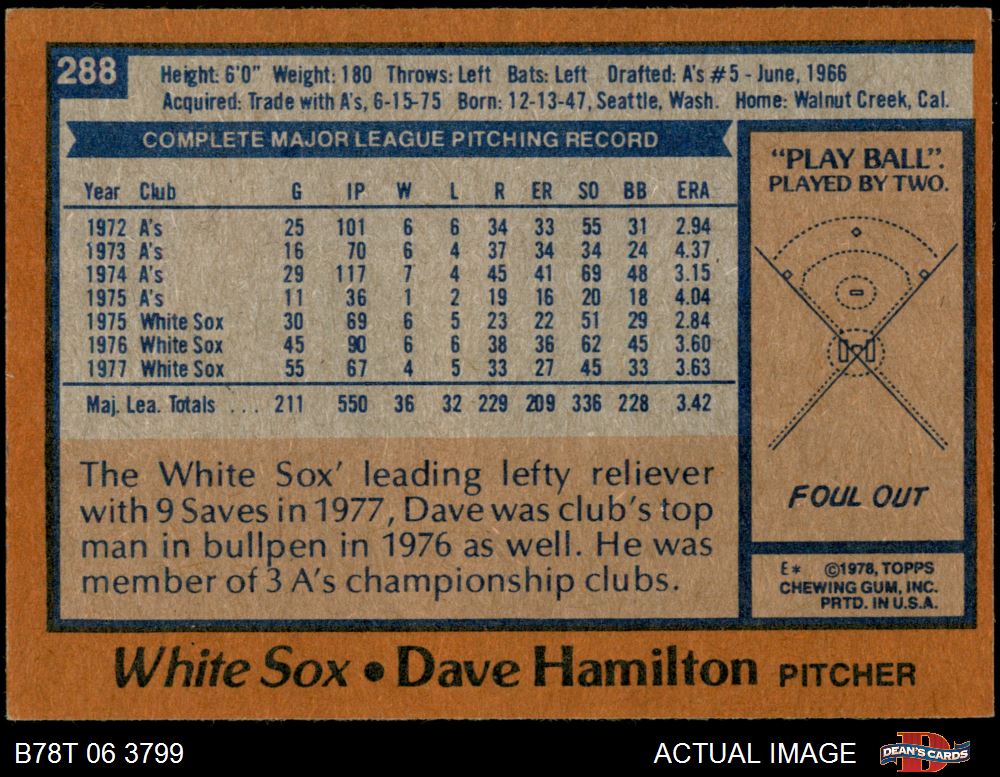 288
Height: 6'0" Weight: 180 Throws: Left Bats: Left Drafted: A's #5 - June, 1966
Acquired: Trade with A's, 6-15-75 Born: 12-13-47, Seattle, Wash. Home: Walnut Creek, Cal.
COMPLETE MAJOR LEAGUE PITCHING RECORD
Year Club G IP W L R ER SO BB ERA
1972 A's 25 101 6 6 34 33 55 31 2.94
1973 A's 16 70 6 4 37 34 34 24 4.37
1974 A's 29 117 7 4 45 41 69 48 3.15
1975 A's 11 36 1 2 19 16 20 18 4.04
1975 White Sox 30 69 6 5 23 22 51 29 2.84
1976 White Sox 45 90 6 6 38 36 62 45 3.60
1977 White Sox 55 67 4 5 33 27 45 33 3.63
Maj. Lea. Totals ... 211 550 36 32 229 209 336 228 3.42
The White Sox' leading lefty reliever
with 9 Saves in 1977, Dave was club's top
man in bullpen in 1976 as well. He was
member of 3 A's championship clubs.
"PLAY BALL".
PLAYED BY TWO.
FOUL OUT
E* ©1978, TOPPS
CHEWING GUM, INC.
PRTD. IN U.S.A.
White Sox • Dave Hamilton PITCHER
B78T 06 3799
ACTUAL IMAGE
D
DEAN'S CARDS